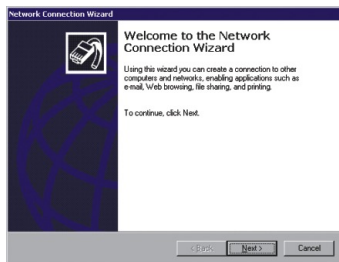 Network Connection Wizard
Welcome to the Network
Connection Wizard
Using this wizard you can create a connection to other
computers and networks, enabling applications such as
e-mail, Web browsing, file sharing, and printing.
To continue, click Next.
< Back
Next >
Cancel